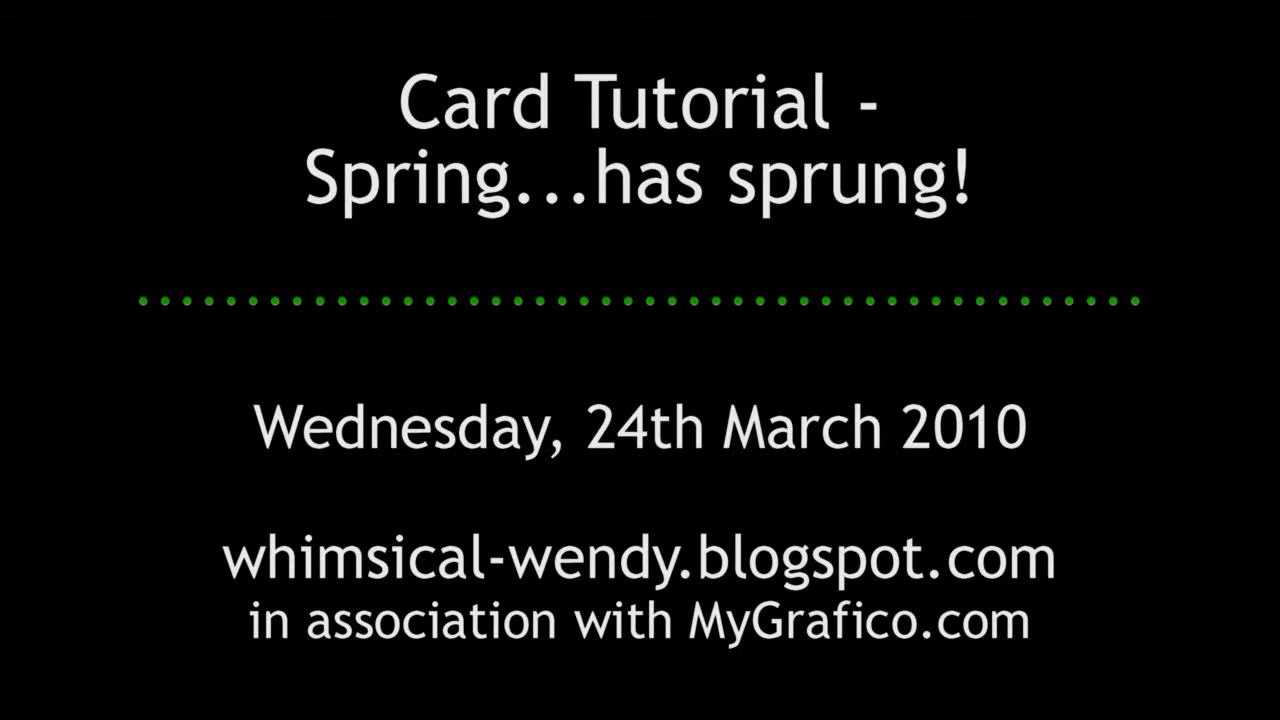 Card Tutorial -
Spring...has sprung!
Wednesday, 24th March 2010
whimsical-wendy.blogspot.com
in association with MyGrafico.com